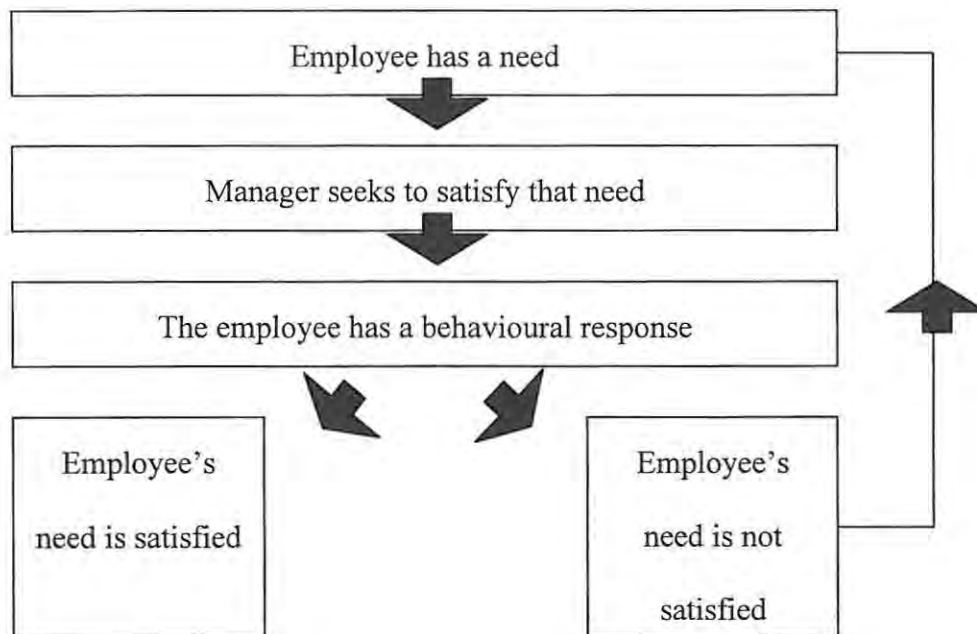 Employee has a need
Manager seeks to satisfy that need
The employee has a behavioural response
Employee's
need is satisfied
Employee's
need is not
satisfied